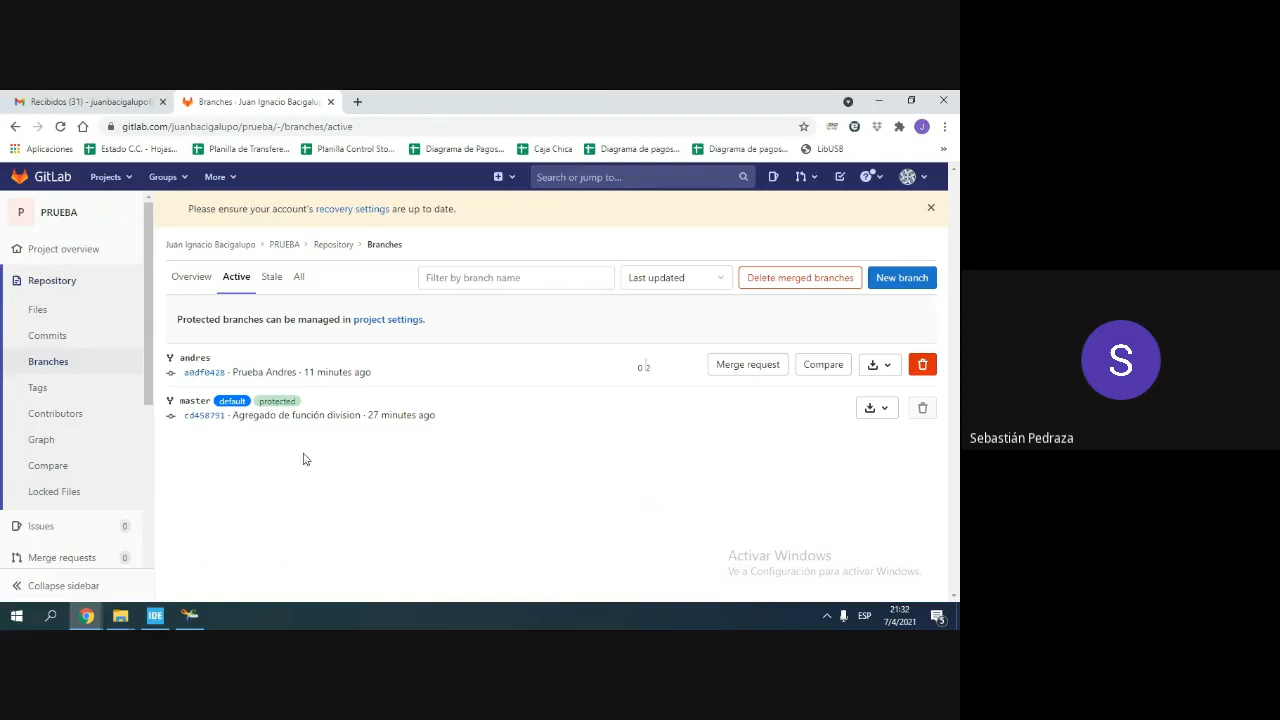 Recibidos (31) - juanbacigalupo
Branches · Juan Ignacio Bacigalu
gitlab.com/juanbacigalupo/prueba/-/branches/active
Aplicaciones
Estado C.C. - Hojas...
Planilla de Transfere...
Planilla Control Sto...
Diagrama de Pagos...
Caja Chica
Diagrama de pagos...
Diagrama de pagos...
LibUSB
»
GitLab
Projects
Groups
More
Search or jump to...
P PRUEBA
Please ensure your account's recovery settings are up to date.
Project overview
Juan Ignacio Bacigalupo > PRUEBA > Repository > Branches
Repository
Overview
Active
Stale
All
Filter by branch name
Last updated
Delete merged branches
New branch
Files
Commits
Branches
Tags
Contributors
Graph
Compare
Locked Files
Issues 0
Merge requests 0
Collapse sidebar
Protected branches can be managed in project settings.
andres
a0df0428 · Prueba Andres · 11 minutes ago
0 2
Merge request
Compare
master default protected
cd458791 · Agregado de función division · 27 minutes ago
Activar Windows
Ve a Configuración para activar Windows.
IDE
ESP
21:32
7/4/2021
5
J
S
Sebastián Pedraza